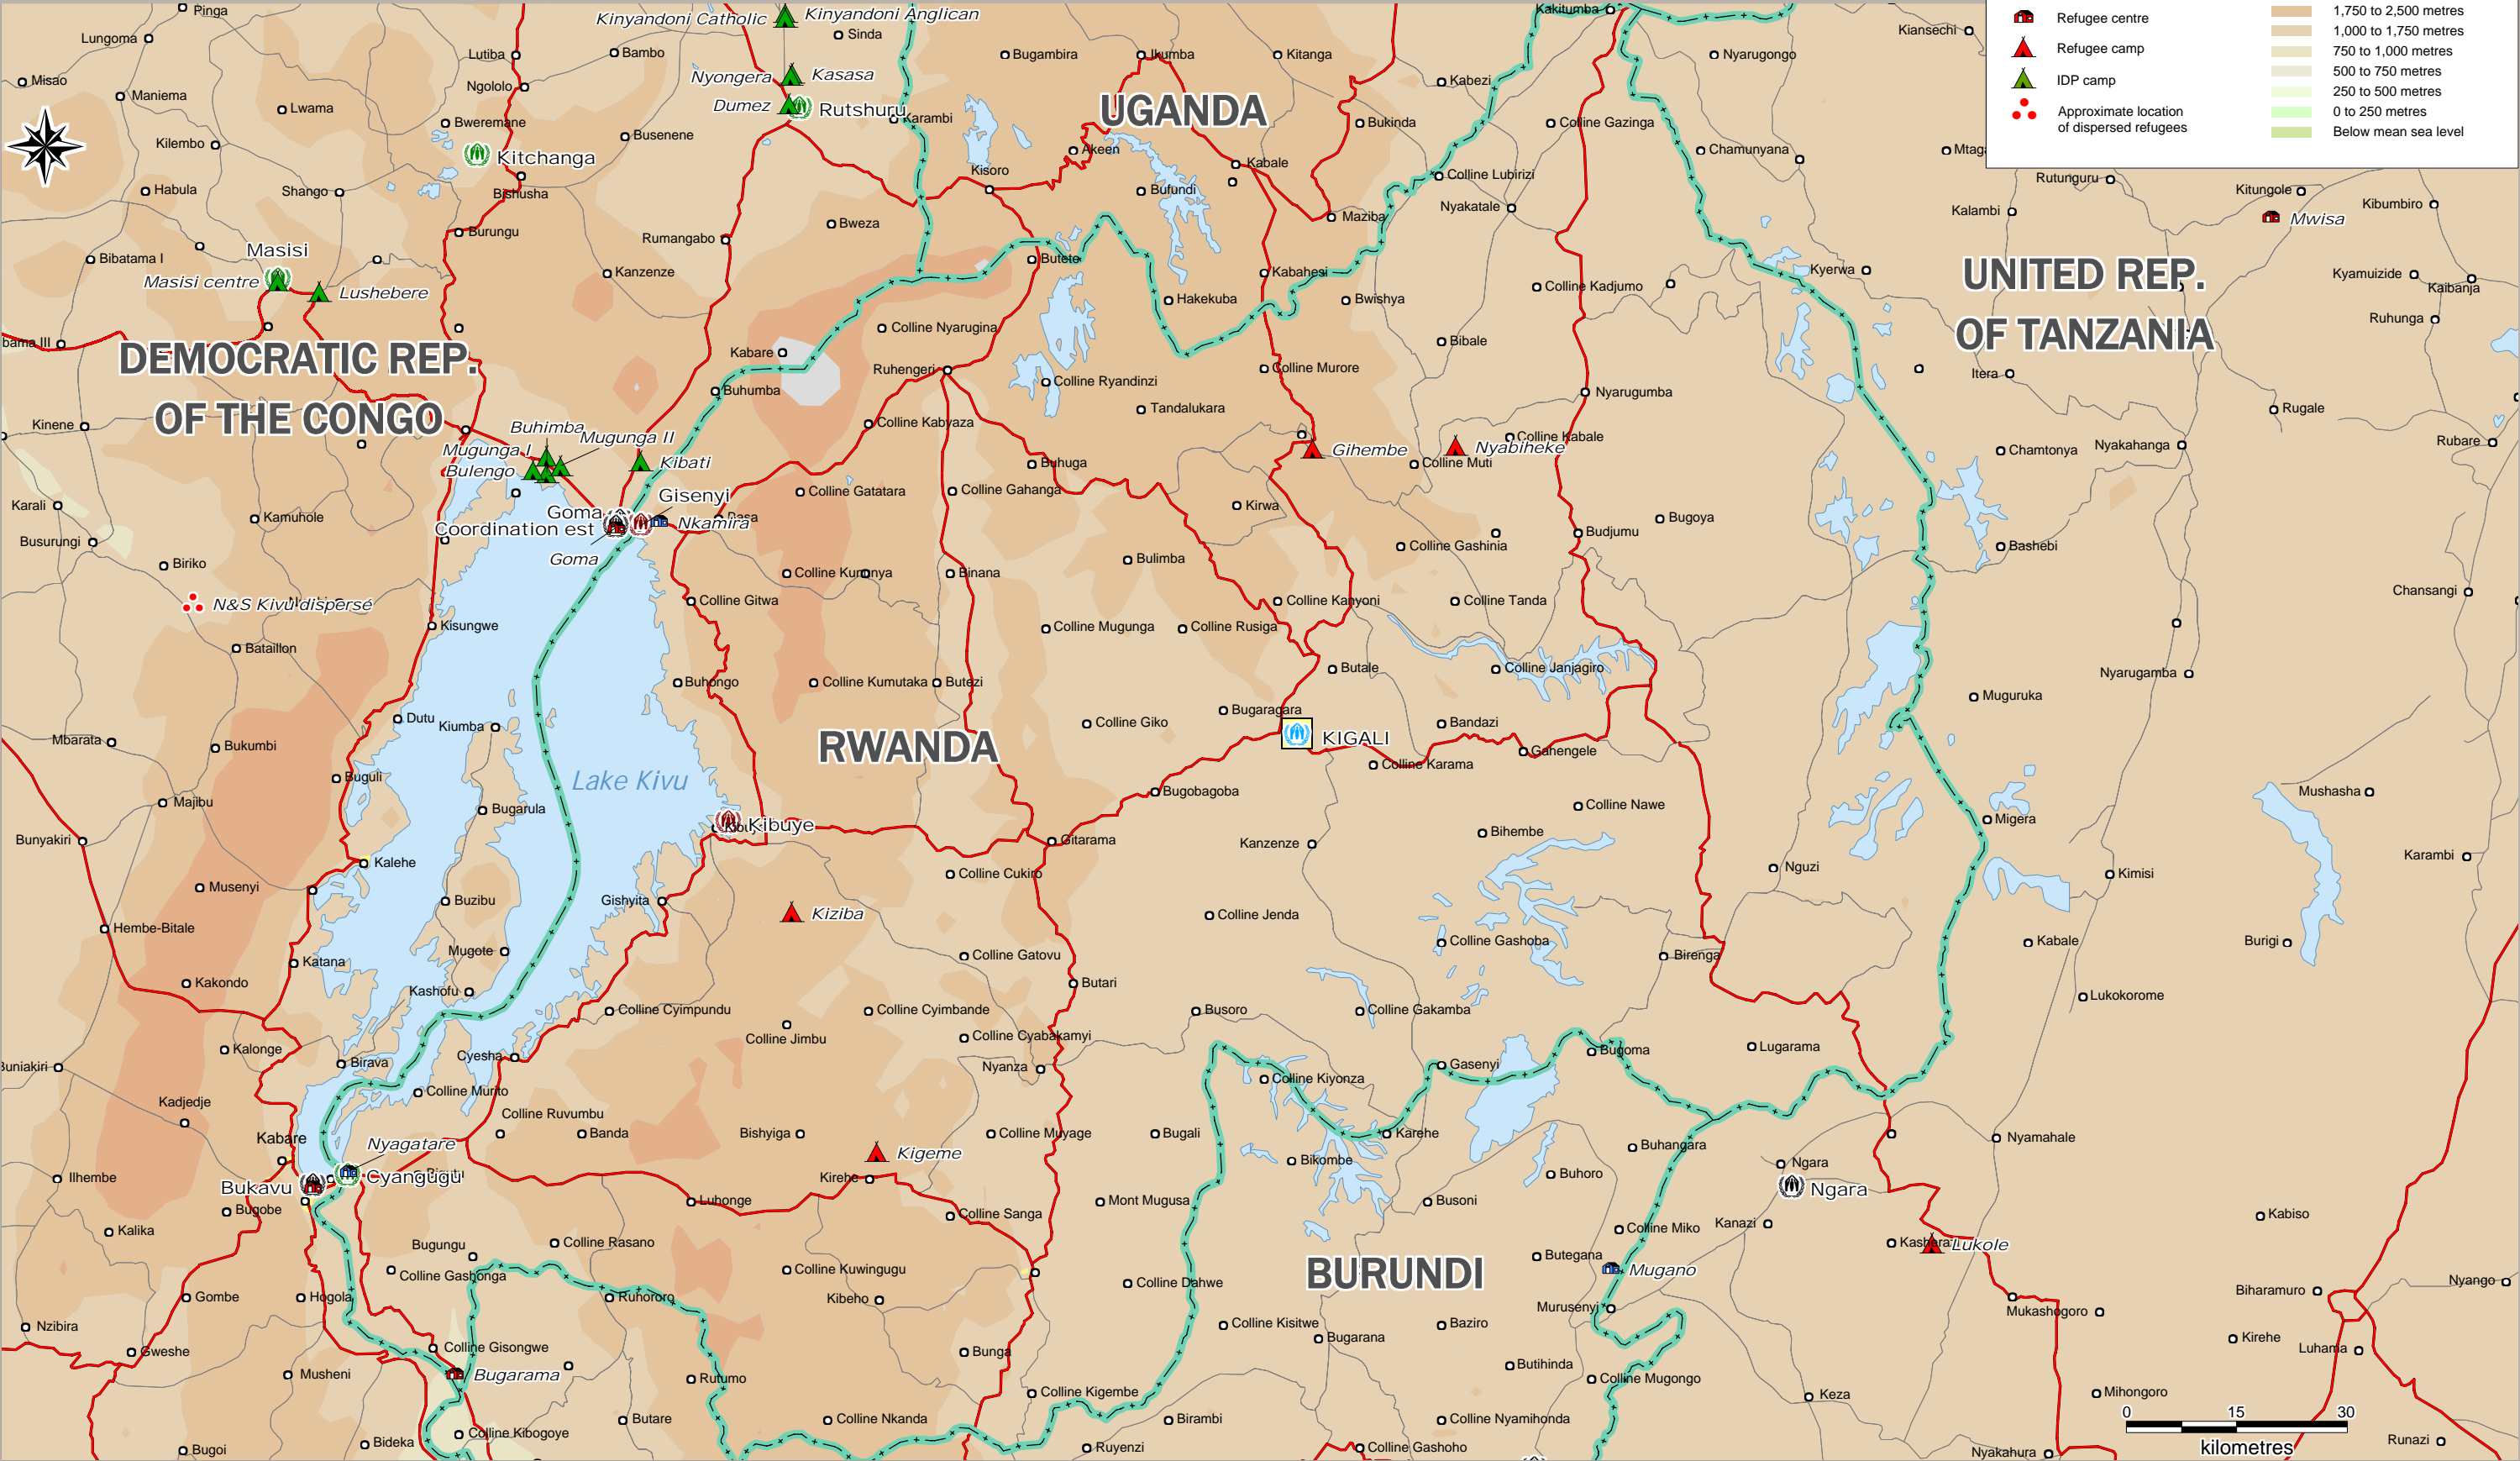 Pinga
Kinyandoni Catholic
Kinyandoni Anglican
Kakitumba
Refugee centre
1,750 to 2,500 metres
Lungoma
Sinda
Kiansechi
1,000 to 1,750 metres
Lutiba
Bambo
Bugambira
Ikumba
Kitanga
Nyarugongo
Refugee camp
750 to 1,000 metres
Misao
Ngololo
Nyongera
Kasasa
Kabezi
IDP camp
500 to 750 metres
Maniema
Lwama
Dumez
Rutshuru
UGANDA
250 to 500 metres
Bweremane
Karambi
Bukinda
Colline Gazinga
Approximate location
of dispersed refugees
0 to 250 metres
Below mean sea level
Kilembo
Busenene
Akeen
Kabale
Chamunyana
Kitchanga
Kisoro
Colline Lubirizi
Rutunguru
Habula
Shango
Bishusha
Bufundi
Kitungole
Nyakatale
Kalambi
Kibumbiro
Mwisa
Burungu
Rumangabo
Bweza
Maziba
Masisi
Bibatama I
Butete
Kabahesi
Kyerwa
UNITED REP.
OF TANZANIA
Kyamuizide
Kaibanja
Masisi centre
Lushebere
Kanzenze
Hakekuba
Bwishya
Colline Kadjumo
Colline Nyarugina
Ruhunga
bama III
DEMOCRATIC REP.
OF THE CONGO
Kabare
Bibale
Ruhengeri
Colline Murore
Itera
Buhumba
Colline Ryandinzi
Nyarugumba
Tandalukara
Rugale
Kinene
Colline Kabyaza
Buhimba
Mugunga II
Mugunga I
Bulengo
Kibati
Buhuga
Gihembe
Nyabiheke
Colline Kabale
Colline Muti
Chamtonya
Nyakahanga
Rubare
Karali
Kamuhole
Gisenyi
Colline Gatatara
Colline Gahanga
Kirwa
Bugoya
Goma
Coordination est
Nkamira
Goma
Busurungi
Colline Gashinia
Budjumu
Bashebi
Biriko
Bulimba
Colline Kumunya
Binana
Chansangi
N&S Kivu dispersé
Colline Gitwa
Colline Kanyoni
Colline Tanda
Kisungwe
Colline Mugunga
Colline Rusiga
Bataillon
Butale
Colline Janjagiro
Nyarugamba
Buhongo
Colline Kumutaka
Butezi
Muguruka
Dutu
Kiumba
Bugaragara
Colline Giko
Bandazi
Mbarata
Bukumbi
RWANDA
KIGALI
Gahengele
Buguli
Lake Kivu
Colline Karama
Bugobagoba
Mushasha
Majibu
Bugarula
Colline Nawe
Kibuye
Migera
Bihembe
Bunyakiri
Gitarama
Kanzenze
Karambi
Kalehe
Nguzi
Kimisi
Colline Cukiro
Musenyi
Buzibu
Gishyita
Kiziba
Colline Jenda
Hembe-Bitale
Colline Gashoba
Kabale
Burigi
Mugote
Colline Gatovu
Birenga
Katana
Kakondo
Kashofu
Butari
Lukokorome
Colline Cyimpundu
Colline Cyimbande
Busoro
Colline Gakamba
Colline Jimbu
Colline Cyabakamyi
Kalonge
Birava
Cyesha
Bugoma
Lugarama
Buniakiri
Nyanza
Gasenyi
Colline Kiyonza
Colline Murito
Kadjedje
Colline Ruvumbu
Kabare
Nyagatare
Banda
Bishyiga
Colline Muyage
Bugali
Karehe
Buhangara
Nyamahale
Kigeme
Bikombe
Ngara
Ilhembe
Cyangugu
Kirehe
Buhoro
Bukavu
Ngara
Luhonge
Mont Mugusa
Busoni
Bugobe
Colline Sanga
Kabiso
Kalika
Colline Miko
Kanazi
Bugungu
Colline Rasano
Kashera
Lukole
Butegana
Colline Gashonga
Colline Kuwingugu
BURUNDI
Mugano
Colline Dahwe
Nyango
Gombe
Hogola
Ruhororo
Kibeho
Biharamuro
Murusenyi
Mukashogoro
Nzibira
Colline Kisitwe
Baziro
Kirehe
Bugarana
Gweshe
Colline Gisongwe
Bunga
Luhama
Musheni
Bugarama
Rutumo
Butihinda
Colline Mugongo
Colline Kigembe
Keza
Mihongoro
0 15 30
kilometres
Butare
Colline Nkanda
Birambi
Colline Nyamihonda
Colline Kibogoye
Bideka
Bugoi
Ruyenzi
Colline Gashoho
Nyakahura
Runazi